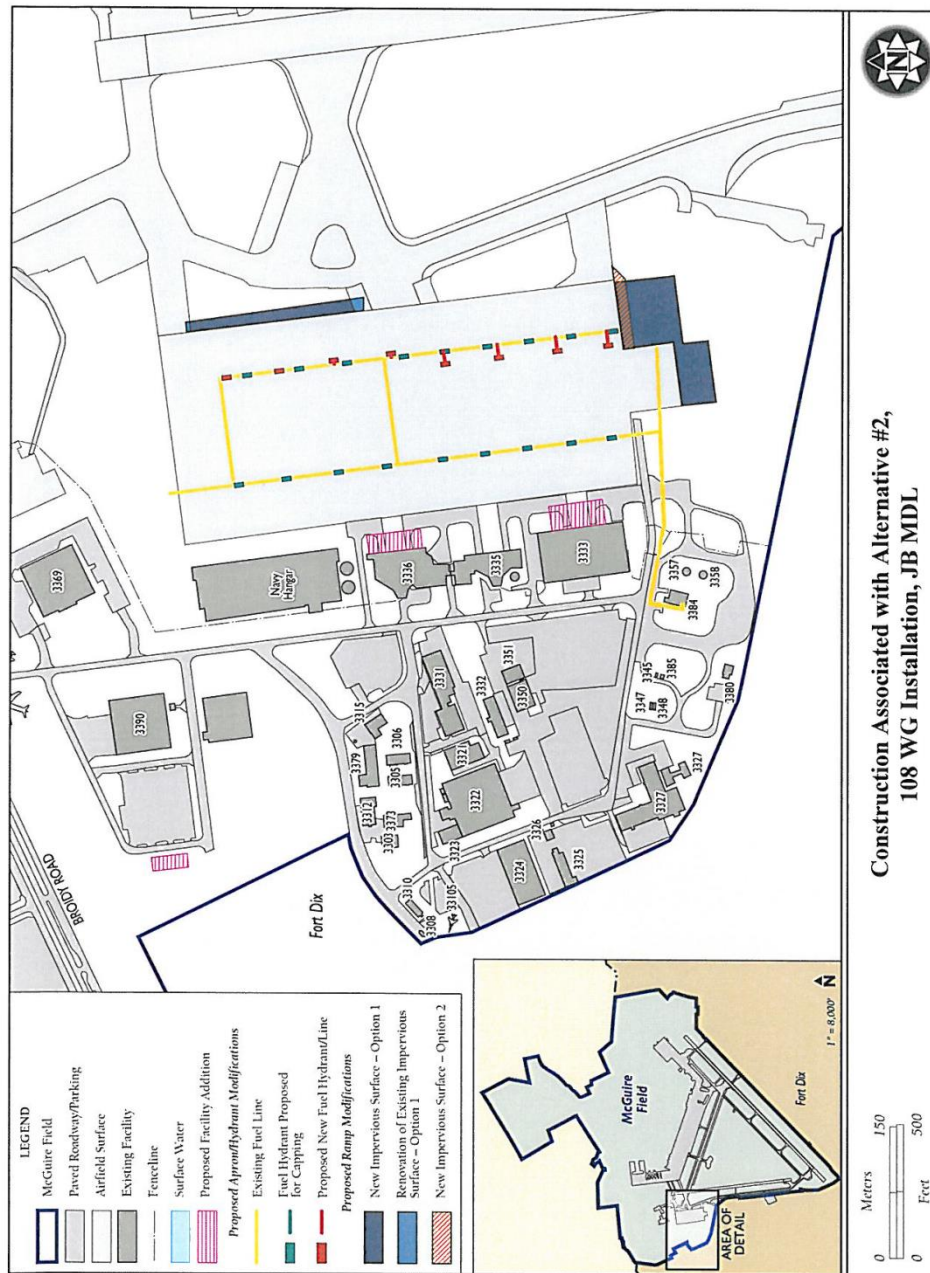 LEGEND
McGuire Field
Paved Roadway/Parking
Airfield Surface
Existing Facility
Fenceline
Surface Water
Proposed Facility Addition
Proposed Apron/Hydrant Modifications
Existing Fuel Line
Fuel Hydrant Proposed
for Capping
Proposed New Fuel Hydrant/Line
Proposed Ramp Modifications
New Impervious Surface – Option 1
Renovation of Existing Impervious
Surface – Option 1
New Impervious Surface – Option 2
BROIDY ROAD
3390
3369
Fort Dix
Navy
Hangar
3315
3379
3306
3305
3312
3373
3303
3310
3308
33105
3323
3331
3321
3322
3332
3351
3350
3336
3335
3333
3324
3326
3325
3327
3327
3347
3348
3345
3385
3380
3384
3357
3358
McGuire
Field
AREA OF
DETAIL
Fort Dix
N
1" = 8,000'
0 Meters 150
0 Feet 500
Construction Associated with Alternative #2,
108 WG Installation, JB MDL
N